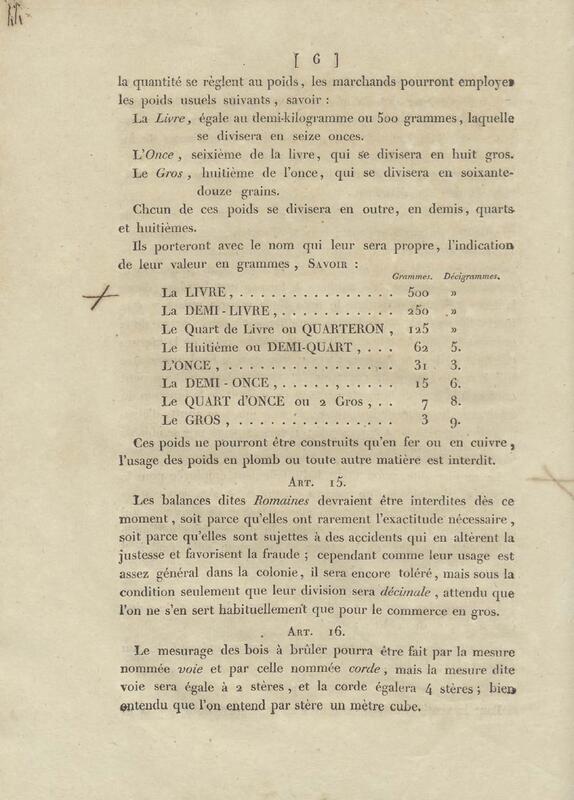 [ 6 ]
la quantité se règlent au poids, les marchands pourront employer
les poids usuels suivants, savoir :
La Livre, égale au demi-kilogramme ou 500 grammes, laquelle
se divisera en seize onces.
L'Once, seixième de la livre, qui se divisera en huit gros.
Le Gros, huitième de l'once, qui se divisera en soixante-
douze grains.
Chcun de ces poids se divisera en outre, en demis, quarts
et huitièmes.
Ils porteront avec le nom qui leur sera propre, l'indication
de leur valeur en grammes, SAVOIR :
Grammes. Décigrammes.
La LIVRE, . . . . . . . . . . . . . . . 500 »
La DEMI-LIVRE, . . . . . . . . . . . 250 »
Le Quart de Livre ou QUARTERON, 125 »
Le Huitième ou DEMI-QUART, . . . 62 5.
L'ONCE, . . . . . . . . . . . . . . . . 31 3.
La DEMI-ONCE, . . . . . . . . . . . 15 6.
Le QUART d'ONCE ou 2 Gros, . . 7 8.
Le GROS, . . . . . . . . . . . . . . . 3 9.
Ces poids ne pourront être construits qu'en fer ou en cuivre,
l'usage des poids en plomb ou toute autre matière est interdit.
ART. 15.
Les balances dites Romaines devraient être interdites dès ce
moment, soit parce qu'elles ont rarement l'exactitude nécessaire,
soit parce qu'elles sont sujettes à des accidents qui en altèrent la
justesse et favorisent la fraude ; cependant comme leur usage est
assez général dans la colonie, il sera encore toléré, mais sous la
condition seulement que leur division sera décimale, attendu que
l'on ne s'en sert habituellement que pour le commerce en gros.
ART. 16.
Le mesurage des bois à brûler pourra être fait par la mesure
nommée voie et par celle nommée corde, mais la mesure dite
voie sera égale à 2 stères, et la corde égalera 4 stères ; bien
entendu que l'on entend par stère un mètre cube.